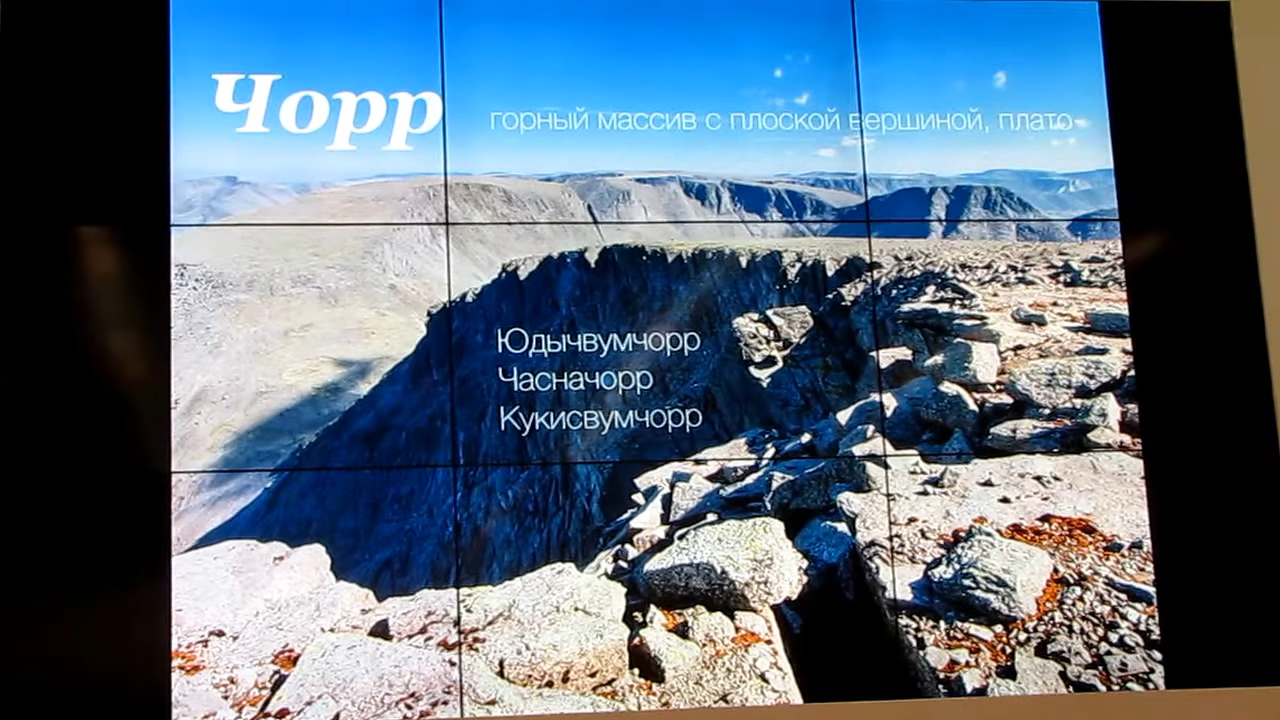 Чорр
горный массив с плоской вершиной, плато
Юдычвумчорр
Часначорр
Кукисвумчорр